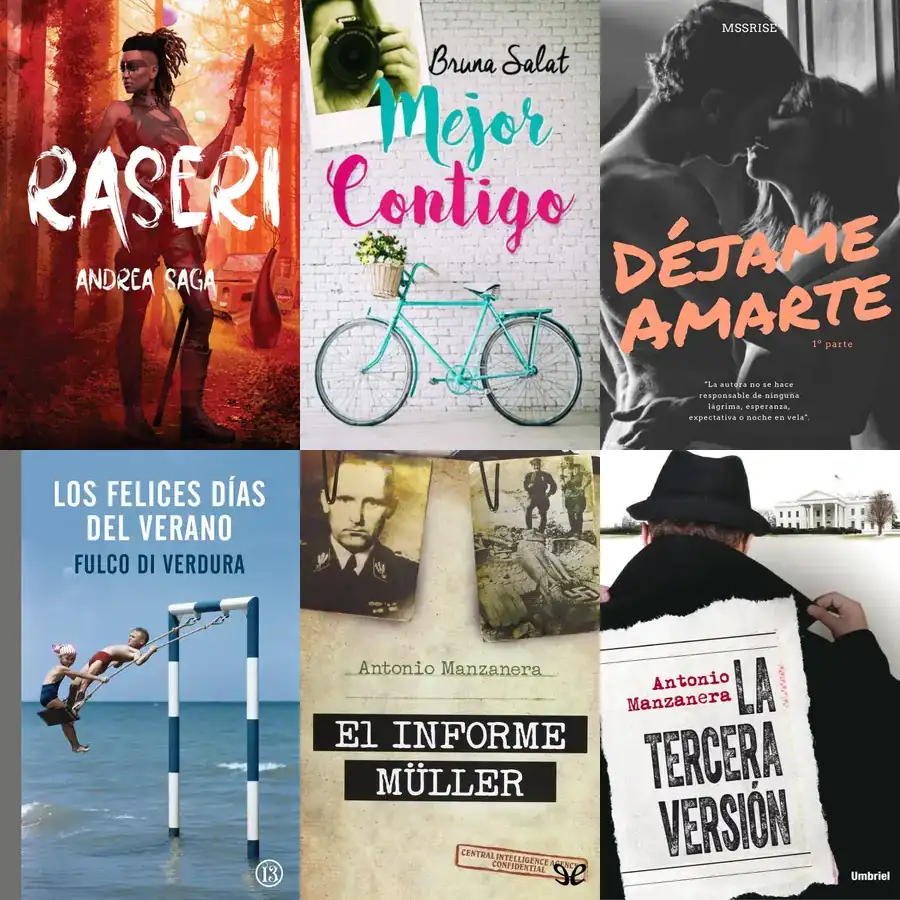 RASERI
ANDREA SAGA
Bruna Salat
Mejor
Contigo
MSSRISE
DÉJAME
AMARTE
1º parte
"La autora no se hace
responsable de ninguna
lágrima, esperanza,
expectativa o noche en vela".
LOS FELICES DÍAS
DEL VERANO
FULCO DI VERDURA
13
Antonio Manzanera
El INFORME
MÜLLER
CENTRAL INTELLIGENCE AGENCY
CONFIDENTIAL
Antonio
Manzanera
LA
TERCERA
VERSIÓN
Umbriel